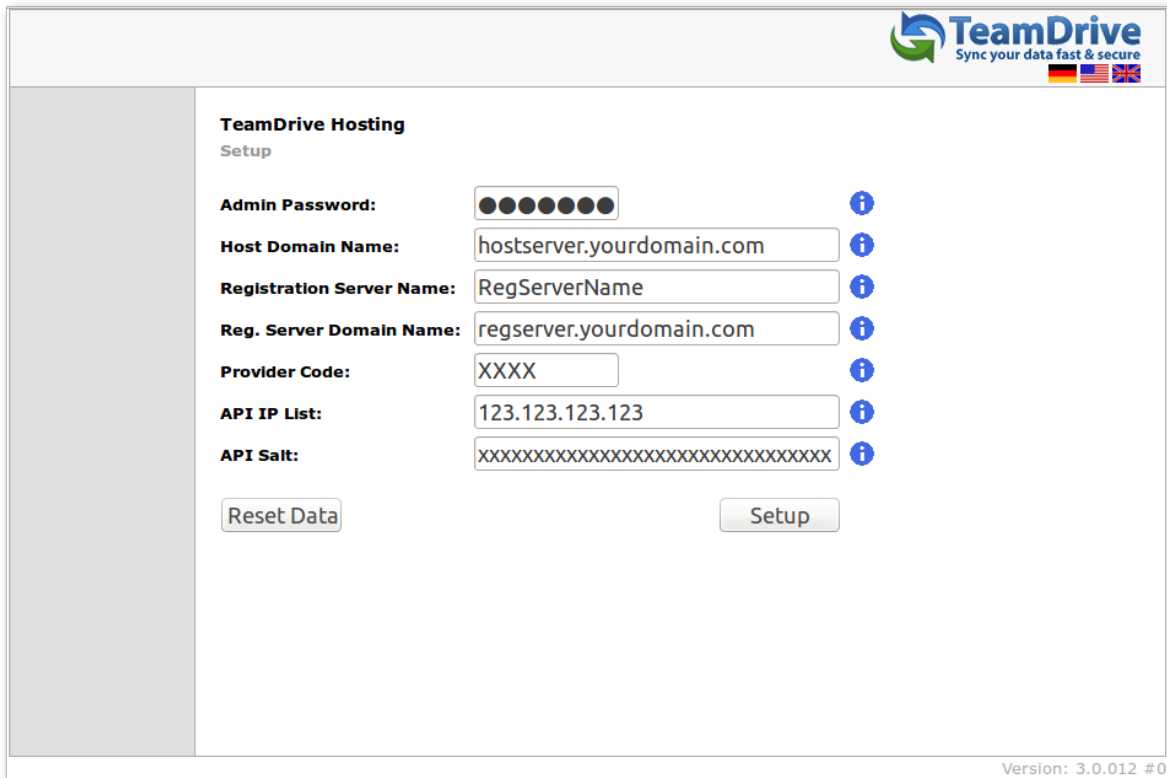 TeamDrive
Sync your data fast & secure
TeamDrive Hosting
Setup
Admin Password: ●●●●●●●
Host Domain Name: hostserver.yourdomain.com
Registration Server Name: RegServerName
Reg. Server Domain Name: regserver.yourdomain.com
Provider Code: XXXX
API IP List: 123.123.123.123
API Salt: xxxxxxxxxxxxxxxxxxxxxxxxxxxxxxxx
Reset Data Setup
Version: 3.0.012 #0